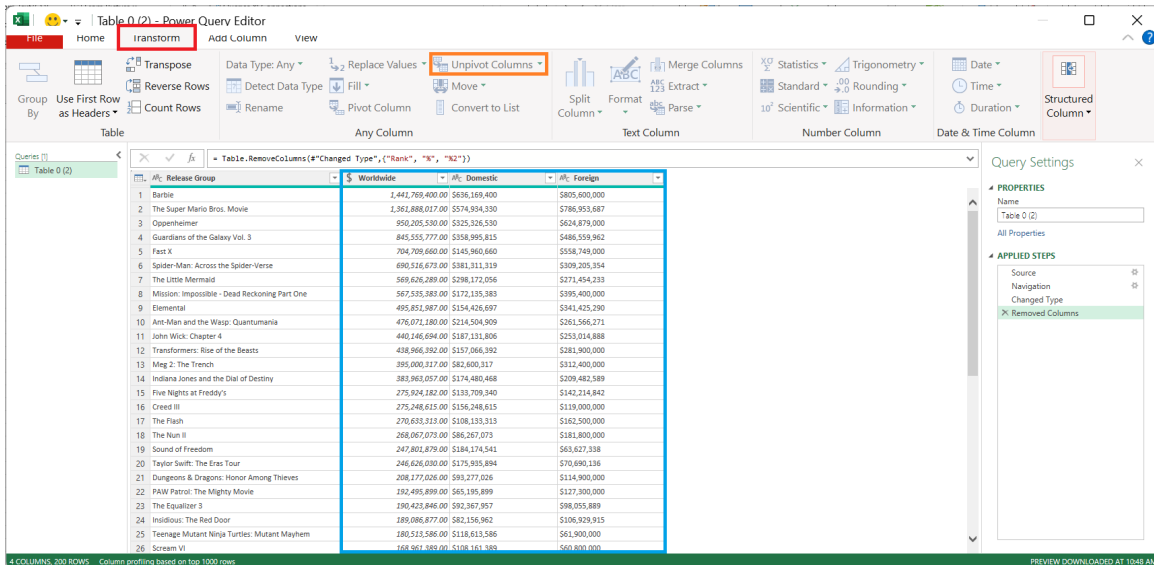 Table 0 (2) - Power Query Editor
File Home Transform Add Column View
Group By
Use First Row as Headers
Transpose
Reverse Rows
Count Rows
Table
Data Type: Any
Detect Data Type
Rename
1→2 Replace Values
Fill
Pivot Column
Unpivot Columns
Move
Convert to List
Any Column
Split Column
ABC
Format
Merge Columns
ABC 123 Extract
abc Parse
Text Column
XO Σ Statistics
Standard
10² Scientific
Trigonometry
.00 →.0 Rounding
Information
Number Column
Date
Time
Duration
Date & Time Column
Structured Column
Queries [1]
Table 0 (2)
fx = Table.RemoveColumns(#"Changed Type",{"Rank", "%", "%2"})
ABC Release Group $ Worldwide ABC Domestic ABC Foreign
1 Barbie 1,441,769,400.00 $636,169,400 $805,600,000
2 The Super Mario Bros. Movie 1,361,888,017.00 $574,934,330 $786,953,687
3 Oppenheimer 950,205,530.00 $325,326,530 $624,879,000
4 Guardians of the Galaxy Vol. 3 845,555,777.00 $358,995,815 $486,559,962
5 Fast X 704,709,660.00 $145,960,660 $558,749,000
6 Spider-Man: Across the Spider-Verse 690,516,673.00 $381,311,319 $309,205,354
7 The Little Mermaid 569,626,289.00 $298,172,056 $271,454,233
8 Mission: Impossible - Dead Reckoning Part One 567,535,383.00 $172,135,383 $395,400,000
9 Elemental 495,851,987.00 $154,426,697 $341,425,290
10 Ant-Man and the Wasp: Quantumania 476,071,180.00 $214,504,909 $261,566,271
11 John Wick: Chapter 4 440,146,694.00 $187,131,806 $253,014,888
12 Transformers: Rise of the Beasts 438,966,392.00 $157,066,392 $281,900,000
13 Meg 2: The Trench 395,000,317.00 $82,600,317 $312,400,000
14 Indiana Jones and the Dial of Destiny 383,963,057.00 $174,480,468 $209,482,589
15 Five Nights at Freddy's 275,924,182.00 $133,709,340 $142,214,842
16 Creed III 275,248,615.00 $156,248,615 $119,000,000
17 The Flash 270,633,313.00 $108,133,313 $162,500,000
18 The Nun II 268,067,073.00 $86,267,073 $181,800,000
19 Sound of Freedom 247,801,879.00 $184,174,541 $63,627,338
20 Taylor Swift: The Eras Tour 246,626,030.00 $175,935,894 $70,690,136
21 Dungeons & Dragons: Honor Among Thieves 208,177,026.00 $93,277,026 $114,900,000
22 PAW Patrol: The Mighty Movie 192,495,899.00 $65,195,899 $127,300,000
23 The Equalizer 3 190,423,846.00 $92,367,957 $98,055,889
24 Insidious: The Red Door 189,086,877.00 $82,156,962 $106,929,915
25 Teenage Mutant Ninja Turtles: Mutant Mayhem 180,513,586.00 $118,613,586 $61,900,000
26 Scream VI 168,961,389.00 $108,161,389 $60,800,000
Query Settings
PROPERTIES
Name
Table 0 (2)
All Properties
APPLIED STEPS
Source
Navigation
Changed Type
Removed Columns
4 COLUMNS, 200 ROWS Column profiling based on top 1000 rows
PREVIEW DOWNLOADED AT 10:48 AM